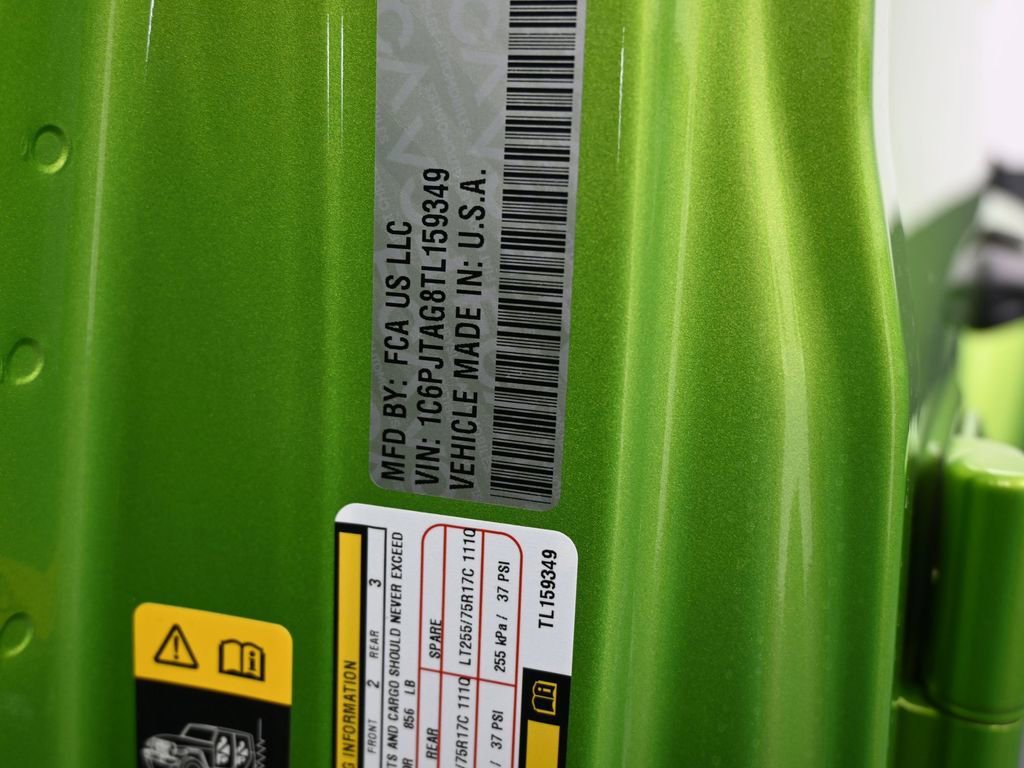 MFD BY: FCA US LLC
VIN: 1C6PJTAG8TL159349
VEHICLE MADE IN: U.S.A.
INFORMATION
FRONT 2 REAR 3
AND CARGO SHOULD NEVER EXCEED
856 LB
REAR SPARE
/75R17C 111Q LT255/75R17C 111Q
/ 37 PSI 255 kPa / 37 PSI
TL159349